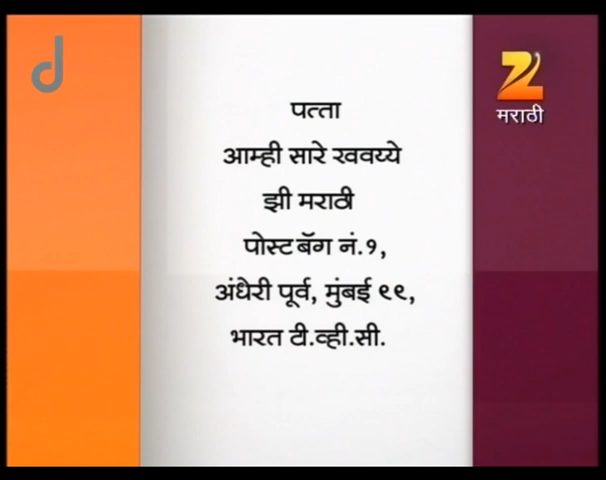 मराठी
पत्ता
आम्ही सारे खवय्ये
झी मराठी
पोस्ट बॅग नं.१,
अंधेरी पूर्व, मुंबई ९९,
भारत टी.व्ही.सी.